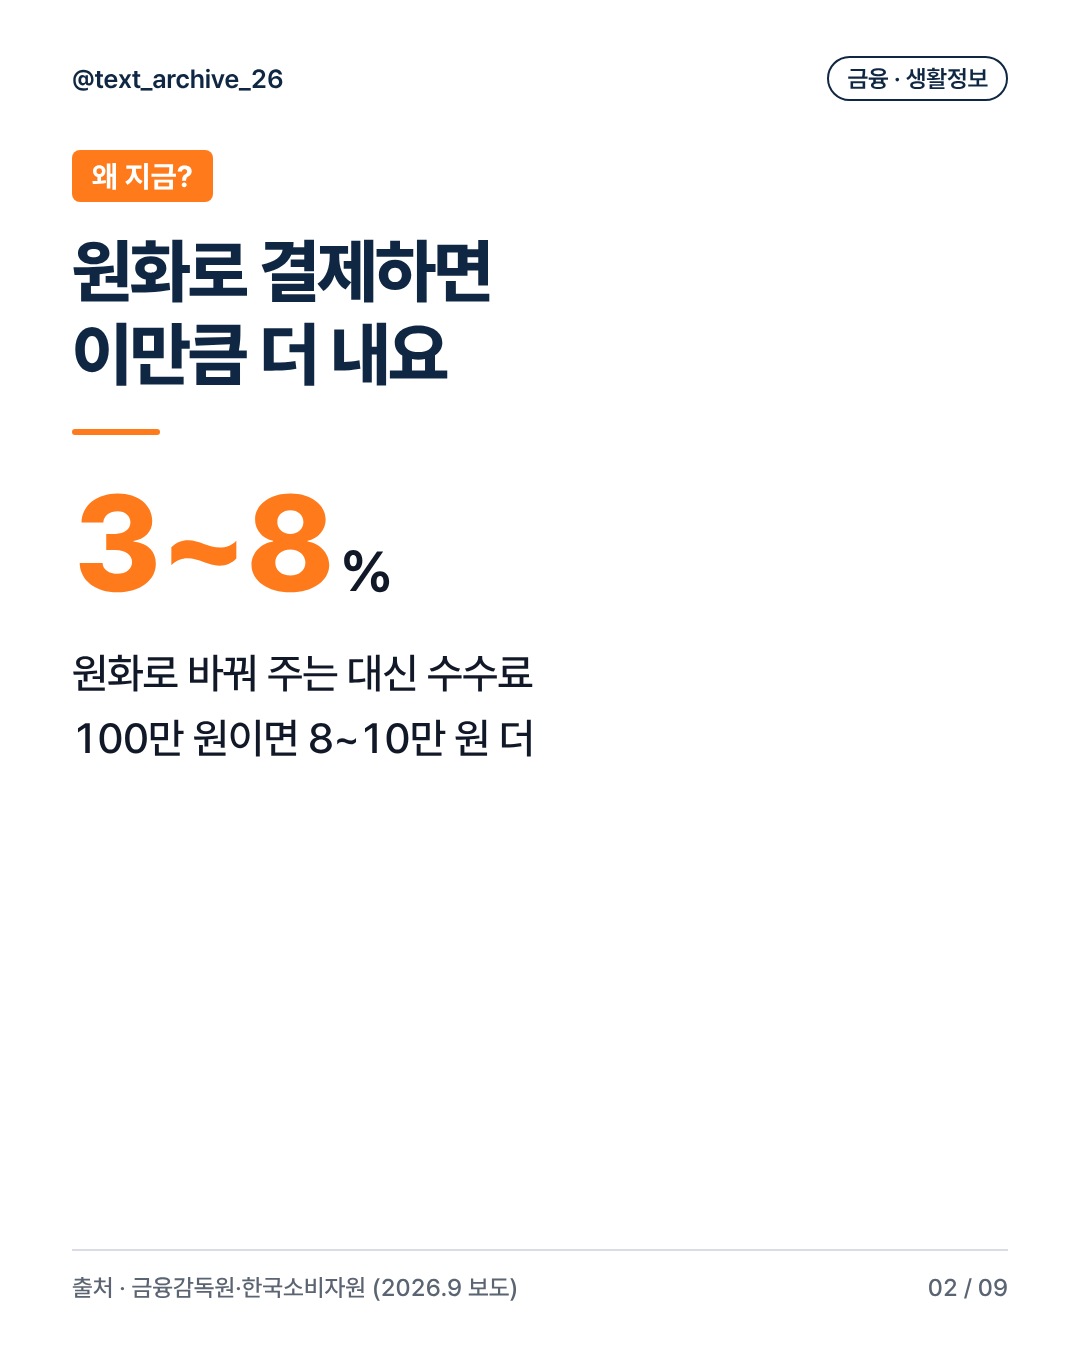 @text_archive_26
금융 · 생활정보
왜 지금?
원화로 결제하면
이만큼 더 내요
3~8%
원화로 바꿔 주는 대신 수수료
100만 원이면 8~10만 원 더
출처 · 금융감독원·한국소비자원 (2026.9 보도)
02 / 09